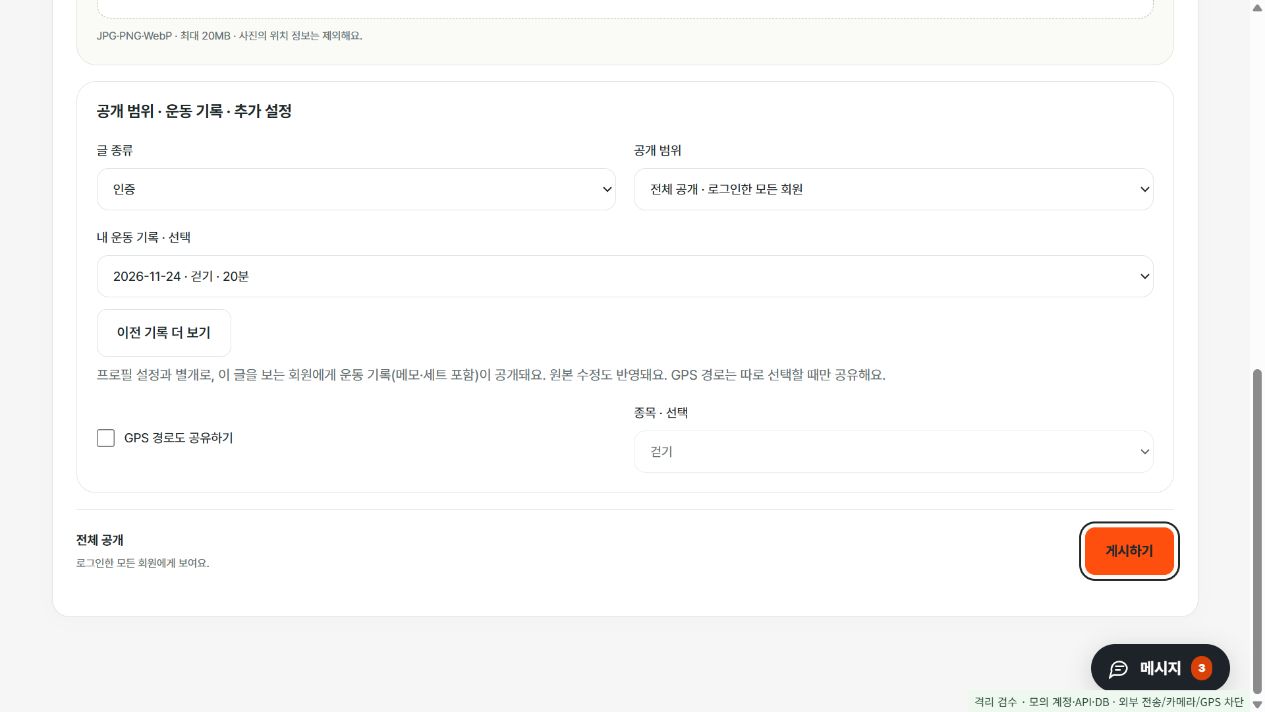 JPG·PNG·WebP · 최대 20MB · 사진의 위치 정보는 제외해요.
공개 범위 · 운동 기록 · 추가 설정
글 종류
공개 범위
인증
전체 공개 · 로그인한 모든 회원
내 운동 기록 · 선택
2026-11-24 · 걷기 · 20분
이전 기록 더 보기
프로필 설정과 별개로, 이 글을 보는 회원에게 운동 기록(메모·세트 포함)이 공개돼요. 원본 수정도 반영돼요. GPS 경로는 따로 선택할 때만 공유해요.
종목 · 선택
GPS 경로도 공유하기
걷기
전체 공개
로그인한 모든 회원에게 보여요.
게시하기
메시지 3
격리 검수 · 모의 계정·API·DB · 외부 전송/카메라/GPS 차단